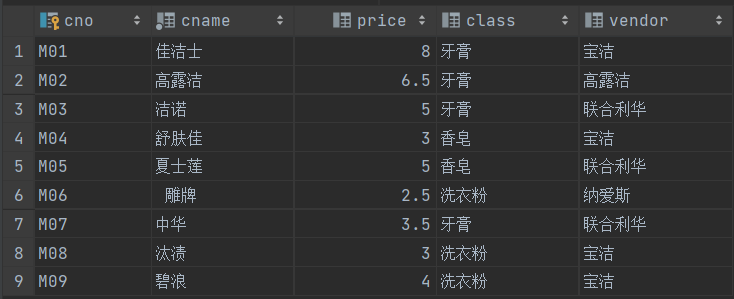 cno cname price class vendor
1 M01 佳洁士 8 牙膏 宝洁
2 M02 高露洁 6.5 牙膏 高露洁
3 M03 洁诺 5 牙膏 联合利华
4 M04 舒肤佳 3 香皂 宝洁
5 M05 夏士莲 5 香皂 联合利华
6 M06 雕牌 2.5 洗衣粉 纳爱斯
7 M07 中华 3.5 牙膏 联合利华
8 M08 汰渍 3 洗衣粉 宝洁
9 M09 碧浪 4 洗衣粉 宝洁